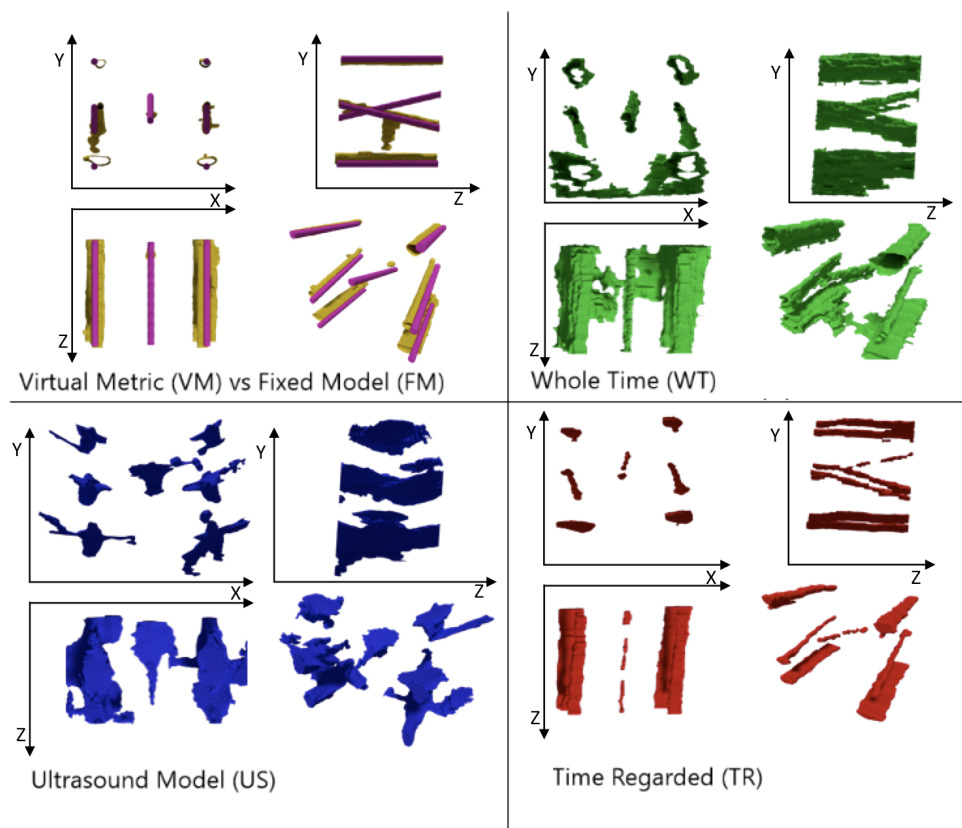 Y
X
Y
Z
Z
Virtual Metric (VM) vs Fixed Model (FM)
Y
X
Y
Z
Z
Whole Time (WT)
Y
X
Y
Z
Z
Ultrasound Model (US)
Y
X
Y
Z
Z
Time Regarded (TR)